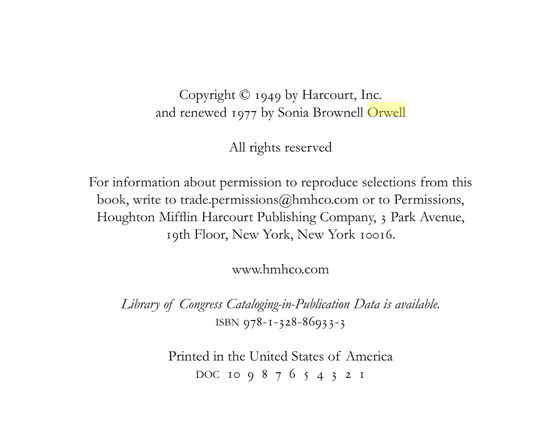 Copyright © 1949 by Harcourt, Inc.
and renewed 1977 by Sonia Brownell Orwell
All rights reserved
For information about permission to reproduce selections from this
book, write to trade.permissions@hmhco.com or to Permissions,
Houghton Mifflin Harcourt Publishing Company, 3 Park Avenue,
19th Floor, New York, New York 10016.
www.hmhco.com
Library of Congress Cataloging-in-Publication Data is available.
ISBN 978-1-328-86933-3
Printed in the United States of America
DOC 10 9 8 7 6 5 4 3 2 1